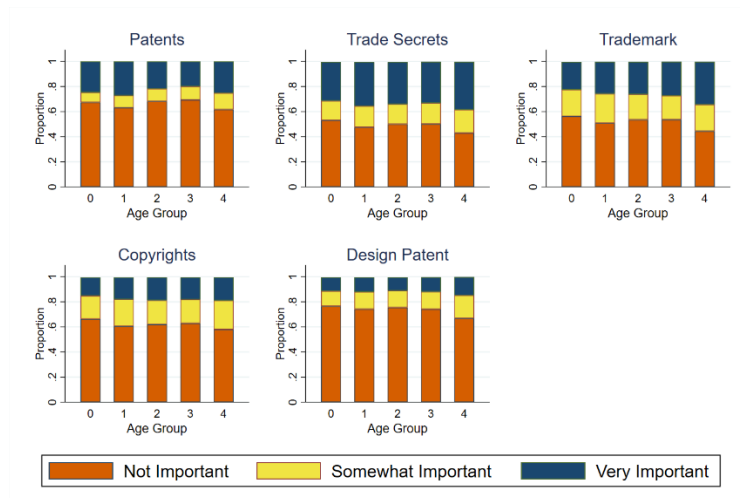 Patents
Trade Secrets
Trademark
Proportion
0 .2 .4 .6 .8 1
0 1 2 3 4
Age Group
Proportion
0 .2 .4 .6 .8 1
0 1 2 3 4
Age Group
Proportion
0 .2 .4 .6 .8 1
0 1 2 3 4
Age Group
Copyrights
Design Patent
Proportion
0 .2 .4 .6 .8 1
0 1 2 3 4
Age Group
Proportion
0 .2 .4 .6 .8 1
0 1 2 3 4
Age Group
Not Important
Somewhat Important
Very Important